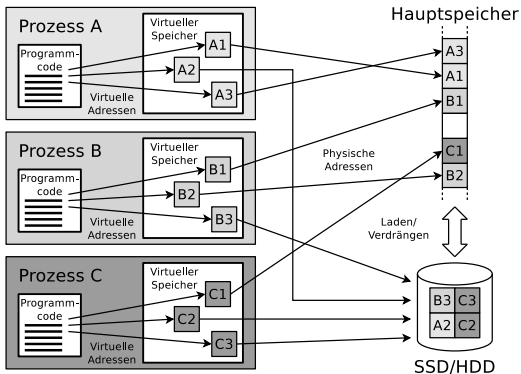 Prozess A
Programm-
code
Virtuelle
Adressen
Virtueller
Speicher
A1
A2
A3
Prozess B
Programm-
code
Virtuelle
Adressen
Virtueller
Speicher
B1
B2
B3
Prozess C
Programm-
code
Virtuelle
Adressen
Virtueller
Speicher
C1
C2
C3
Physische
Adressen
Hauptspeicher
A3
A1
B1
C1
B2
Laden/
Verdrängen
B3 C3
A2 C2
SSD/HDD